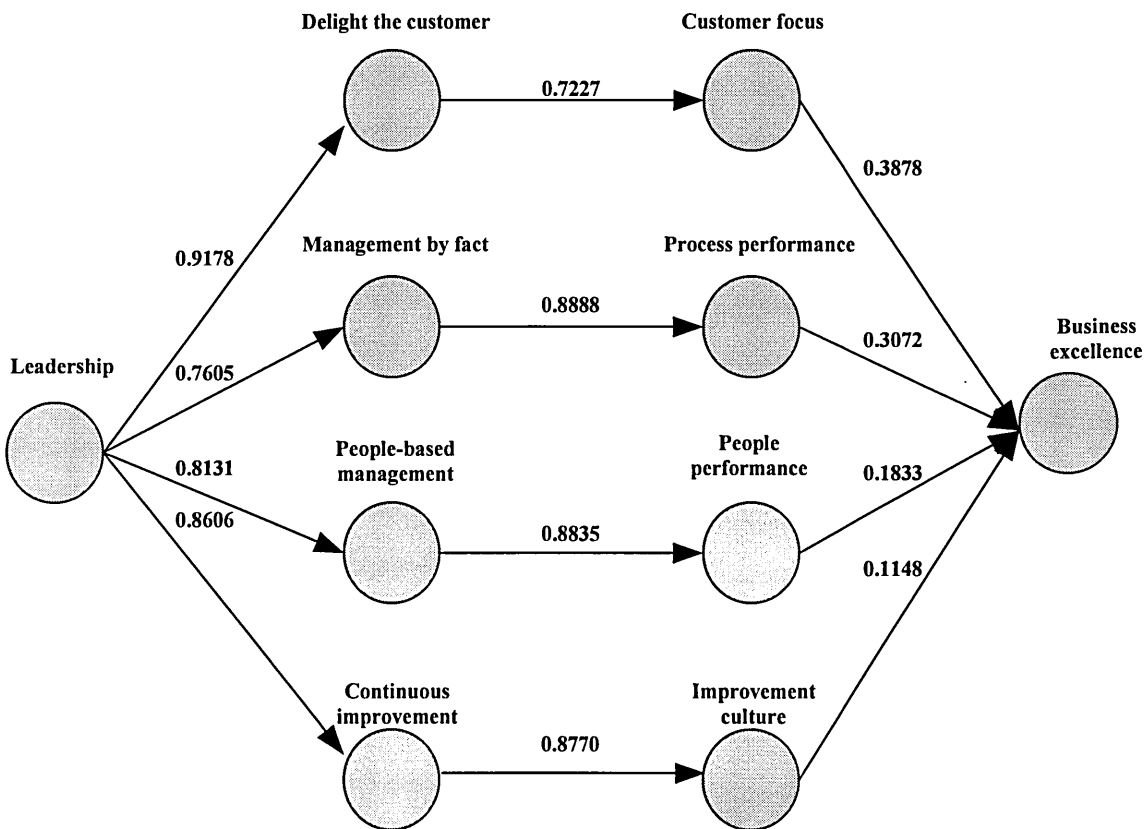 Delight the customer
Customer focus
0.7227
0.3878
0.9178
Management by fact
Process performance
0.8888
0.3072
Business
excellence
Leadership
0.7605
People-based
management
People
performance
0.8131
0.1833
0.8606
0.8835
0.1148
Continuous
improvement
Improvement
culture
0.8770